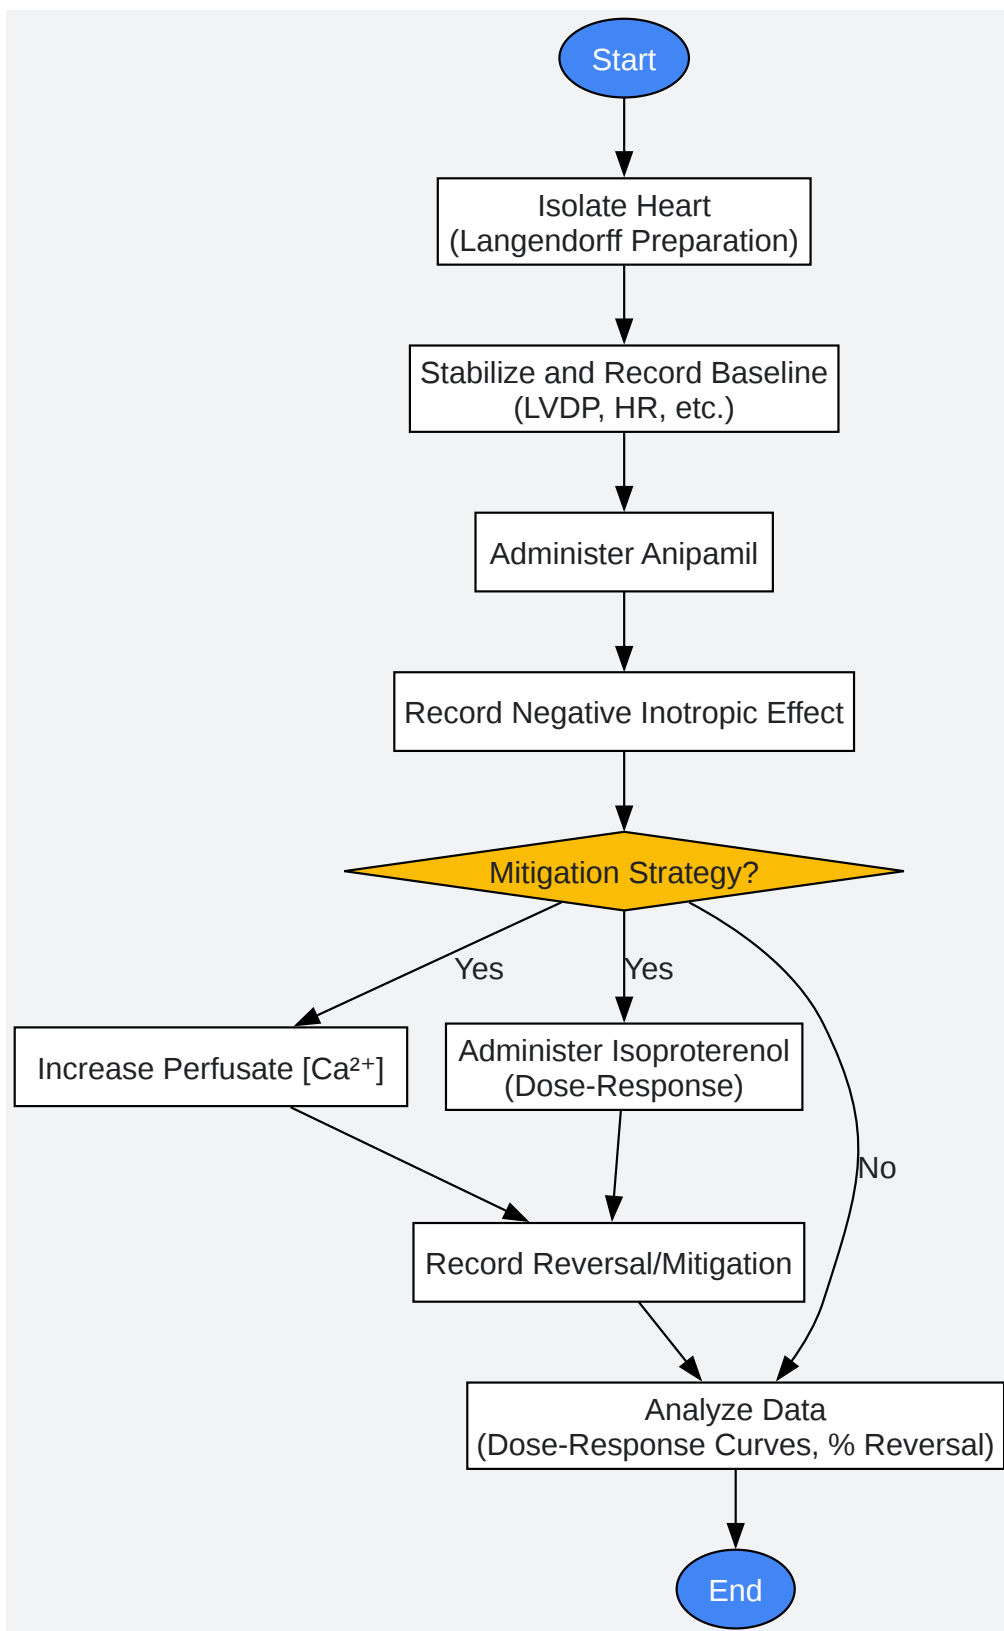 Start
Isolate Heart
(Langendorff Preparation)
Stabilize and Record Baseline
(LVDP, HR, etc.)
Administer Anipamil
Record Negative Inotropic Effect
Mitigation Strategy?
Yes
Yes
Increase Perfusate [Ca²⁺]
Administer Isoproterenol
(Dose-Response)
No
Record Reversal/Mitigation
Analyze Data
(Dose-Response Curves, % Reversal)
End